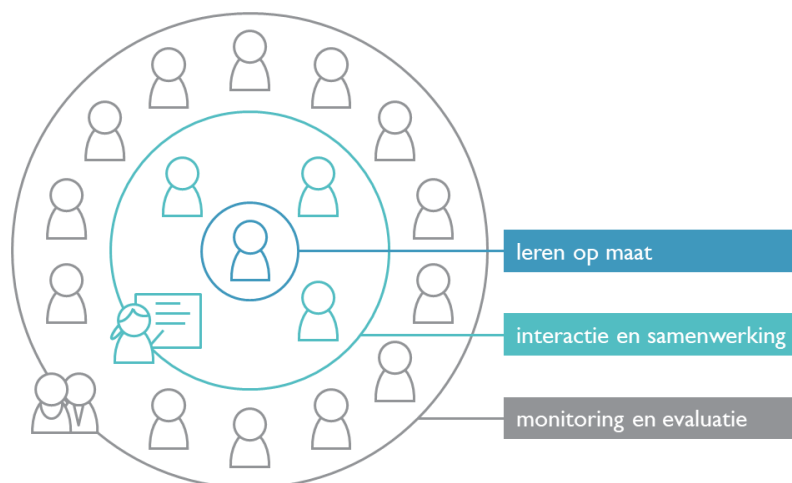 leren op maat
interactie en samenwerking
monitoring en evaluatie